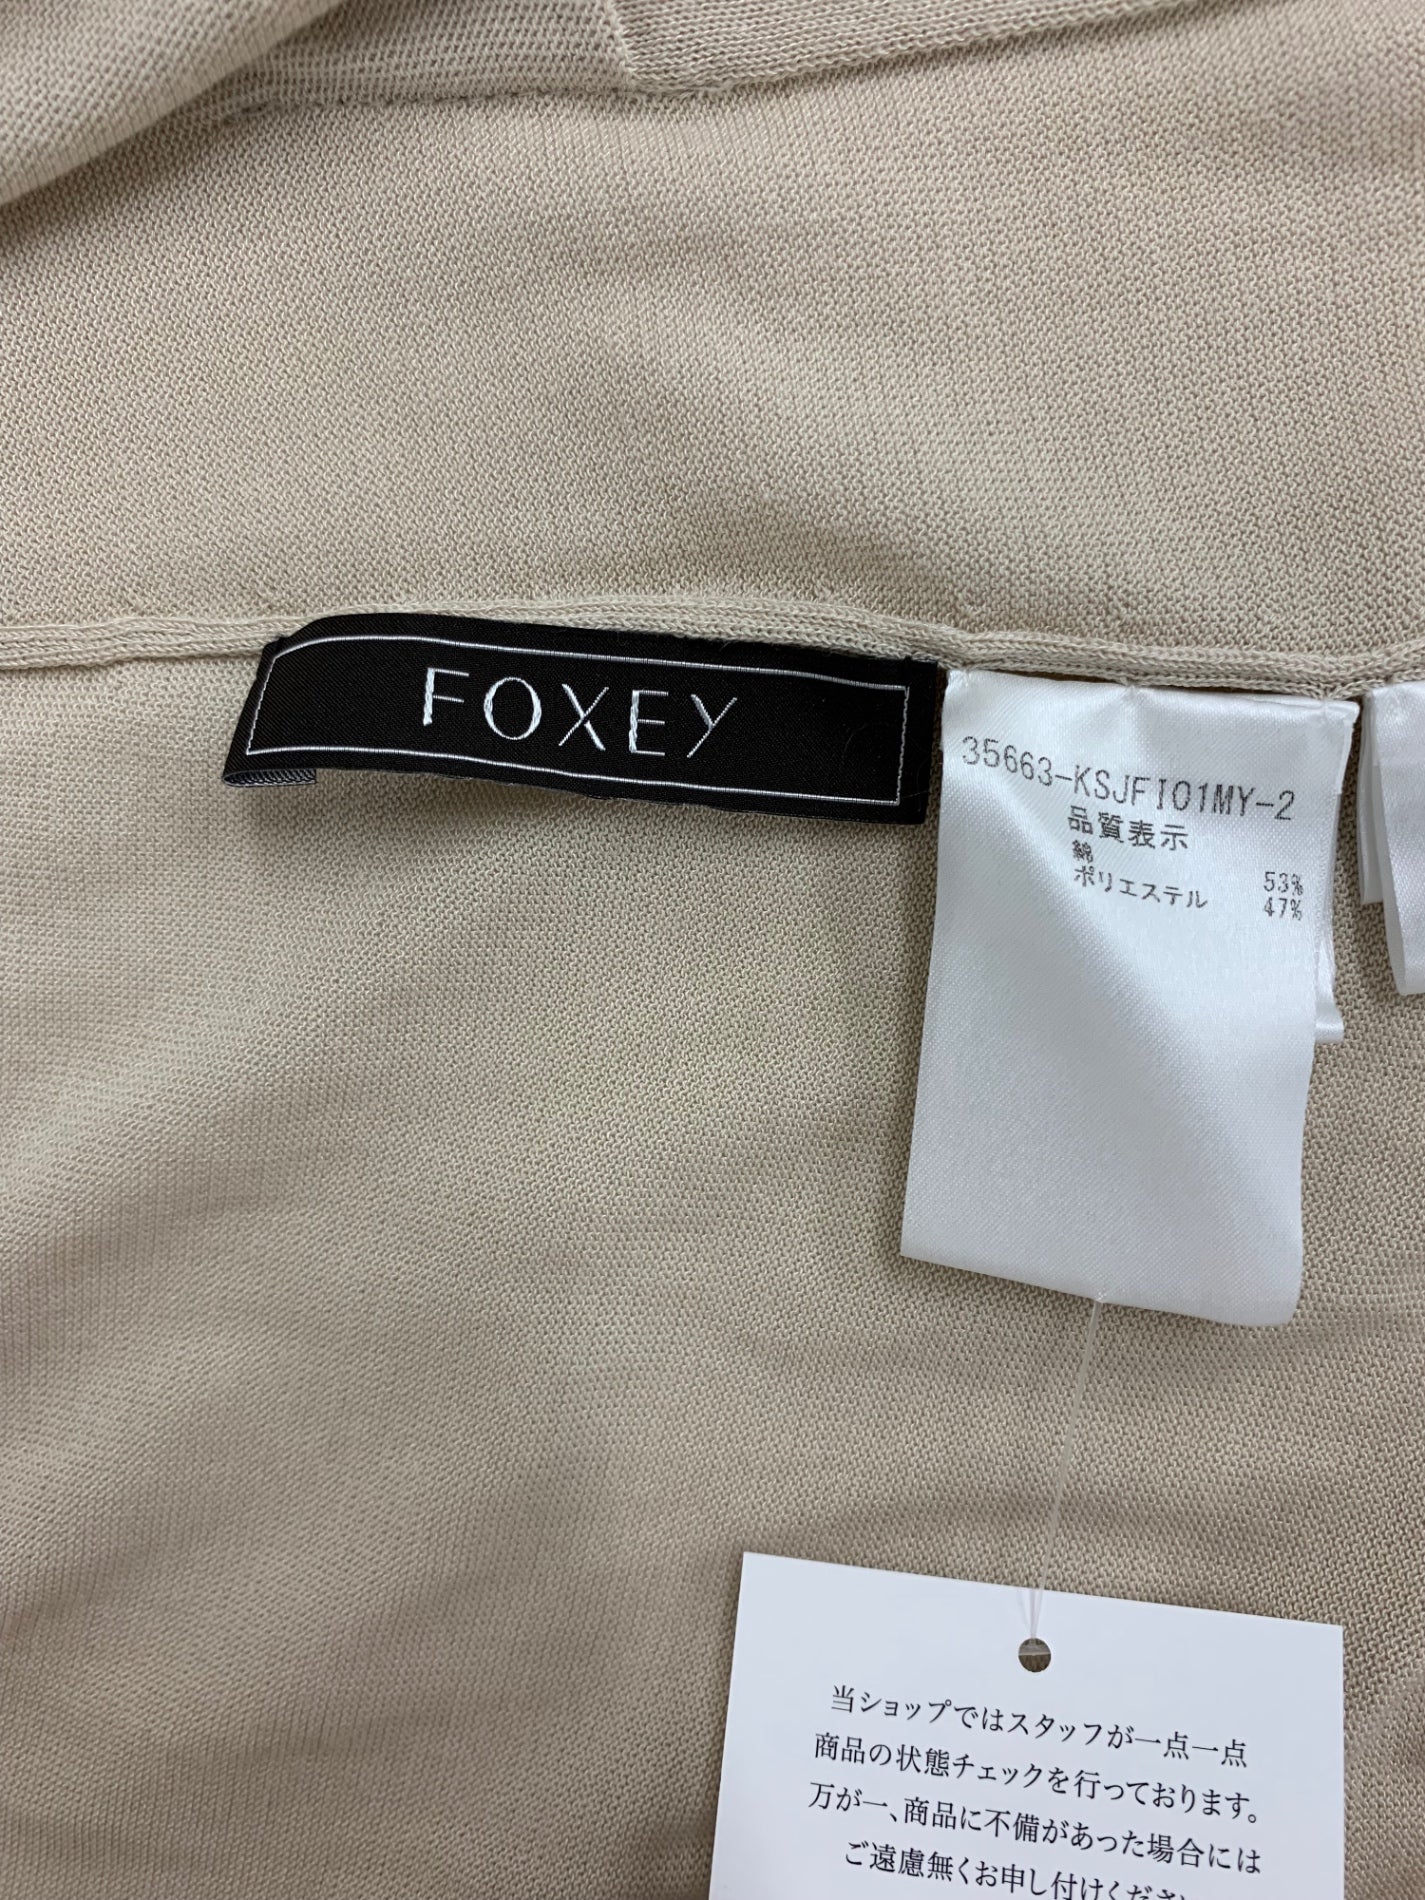 FOXEY
35663-KSJFI01MY-2
品質表示
綿 53%
ポリエステル 47%
当ショップではスタッフが一点一点
商品の状態チェックを行っております。
万が一、商品に不備があった場合には
ご遠慮無くお申し付けください